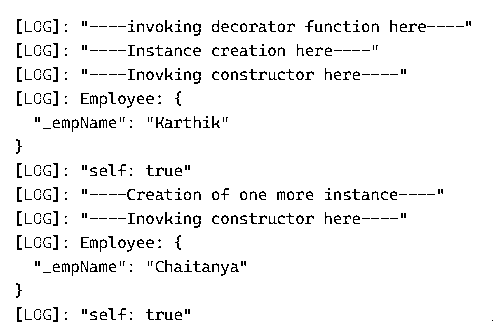 [LOG]: "----invoking decorator function here----"
[LOG]: "----Instance creation here----"
[LOG]: "----Inovking constructor here----"
[LOG]: Employee: {
  "_empName": "Karthik"
}
[LOG]: "self: true"
[LOG]: "----Creation of one more instance----"
[LOG]: "----Inovking constructor here----"
[LOG]: Employee: {
  "_empName": "Chaitanya"
}
[LOG]: "self: true"